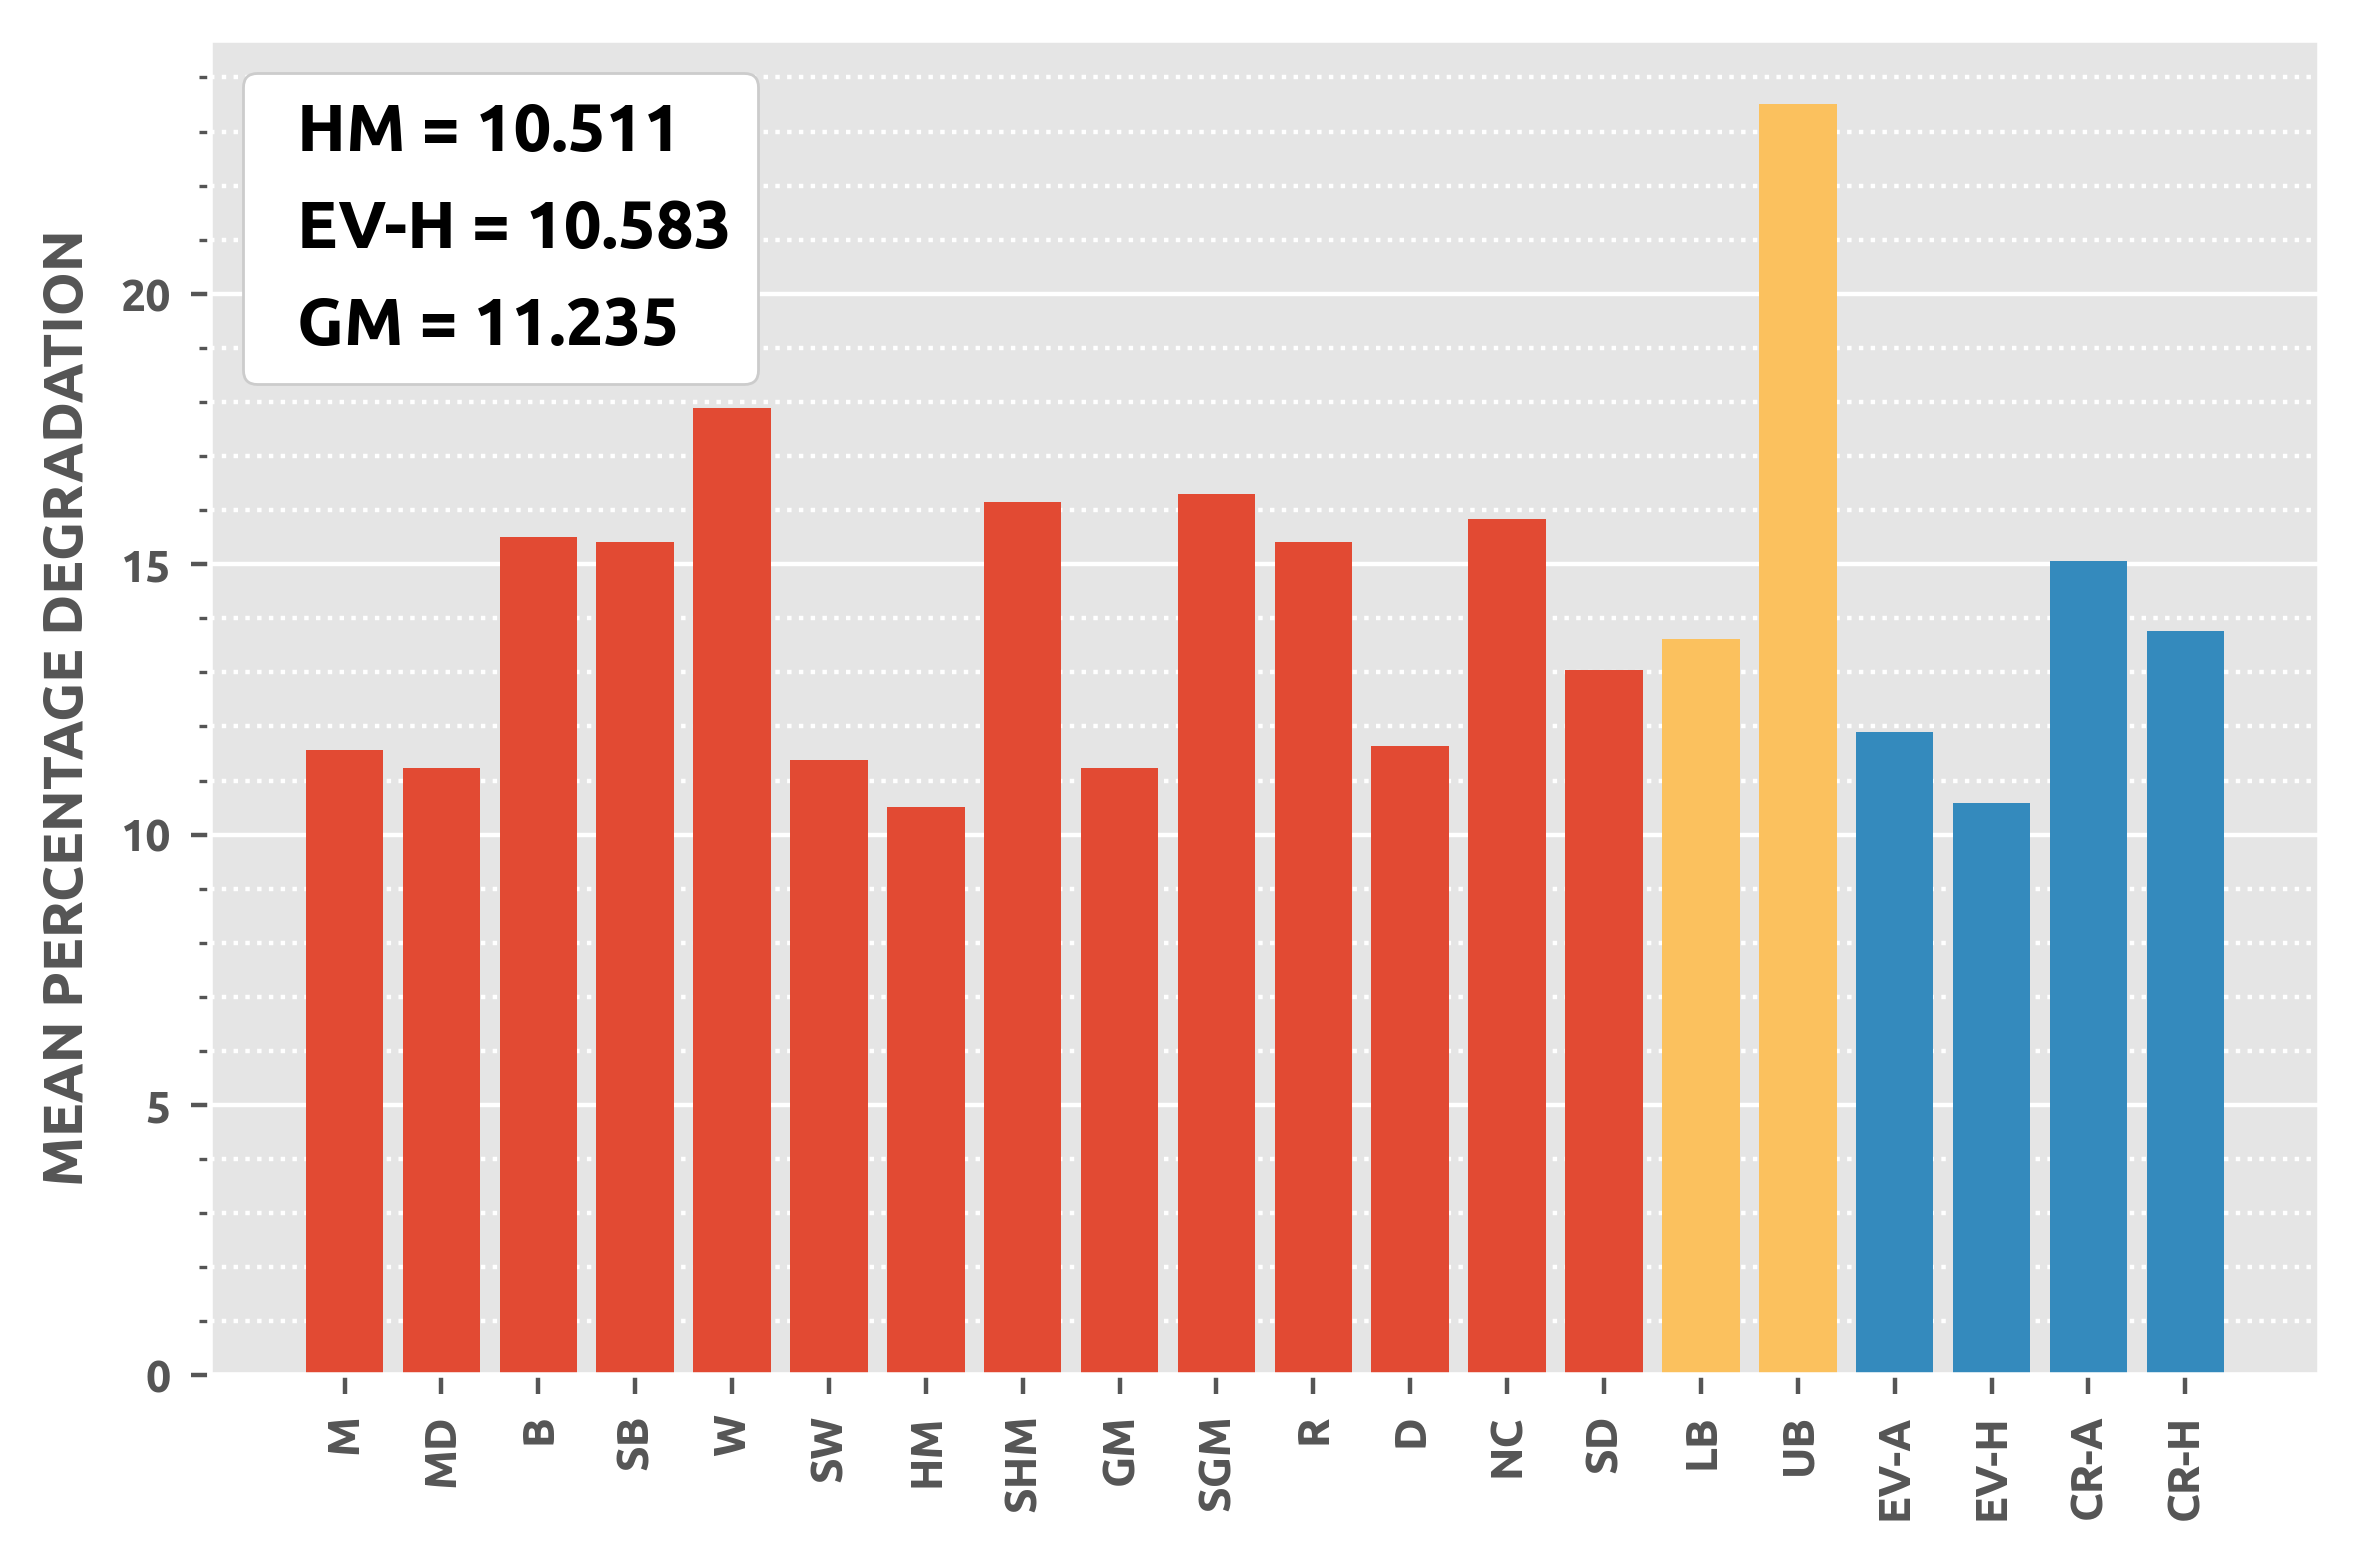 HM = 10.511
EV-H = 10.583
GM = 11.235
MEAN PERCENTAGE DEGRADATION
20
15
10
5
0
M
MD
B
SB
W
SW
HM
SHM
GM
SGM
R
D
NC
SD
LB
UB
EV-A
EV-H
CR-A
CR-H